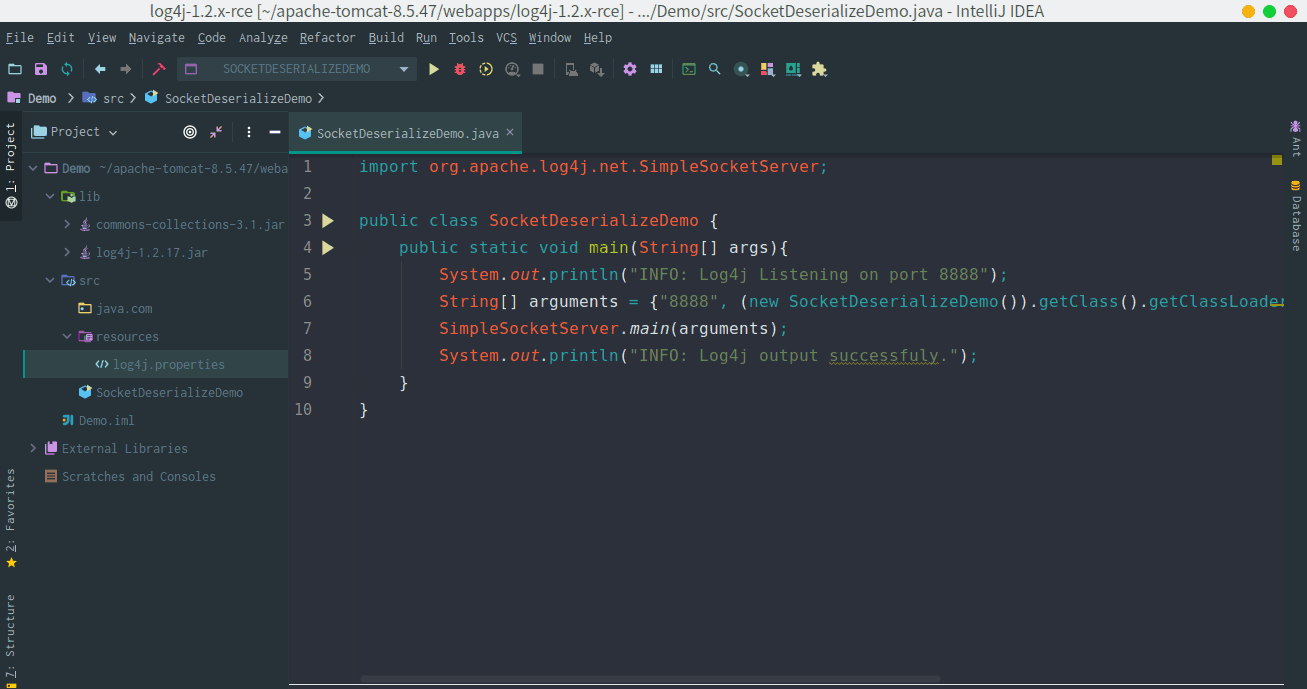 log4j-1.2.x-rce [~/apache-tomcat-8.5.47/webapps/log4j-1.2.x-rce] - .../Demo/src/SocketDeserializeDemo.java - IntelliJ IDEA
File Edit View Navigate Code Analyze Refactor Build Run Tools VCS Window Help
SOCKETDESERIALIZEDEMO
Demo src SocketDeserializeDemo
Project
SocketDeserializeDemo.java
Demo ~/apache-tomcat-8.5.47/weba
lib
commons-collections-3.1.jar
log4j-1.2.17.jar
src
java.com
resources
log4j.properties
SocketDeserializeDemo
Demo.iml
External Libraries
Scratches and Consoles
1: Project
2: Favorites
7: Structure
1 import org.apache.log4j.net.SimpleSocketServer;
2
3 public class SocketDeserializeDemo {
4 public static void main(String[] args){
5 System.out.println("INFO: Log4j Listening on port 8888");
6 String[] arguments = {"8888", (new SocketDeserializeDemo()).getClass().getClassLoader
7 SimpleSocketServer.main(arguments);
8 System.out.println("INFO: Log4j output successfuly.");
9 }
10 }
Ant
Database